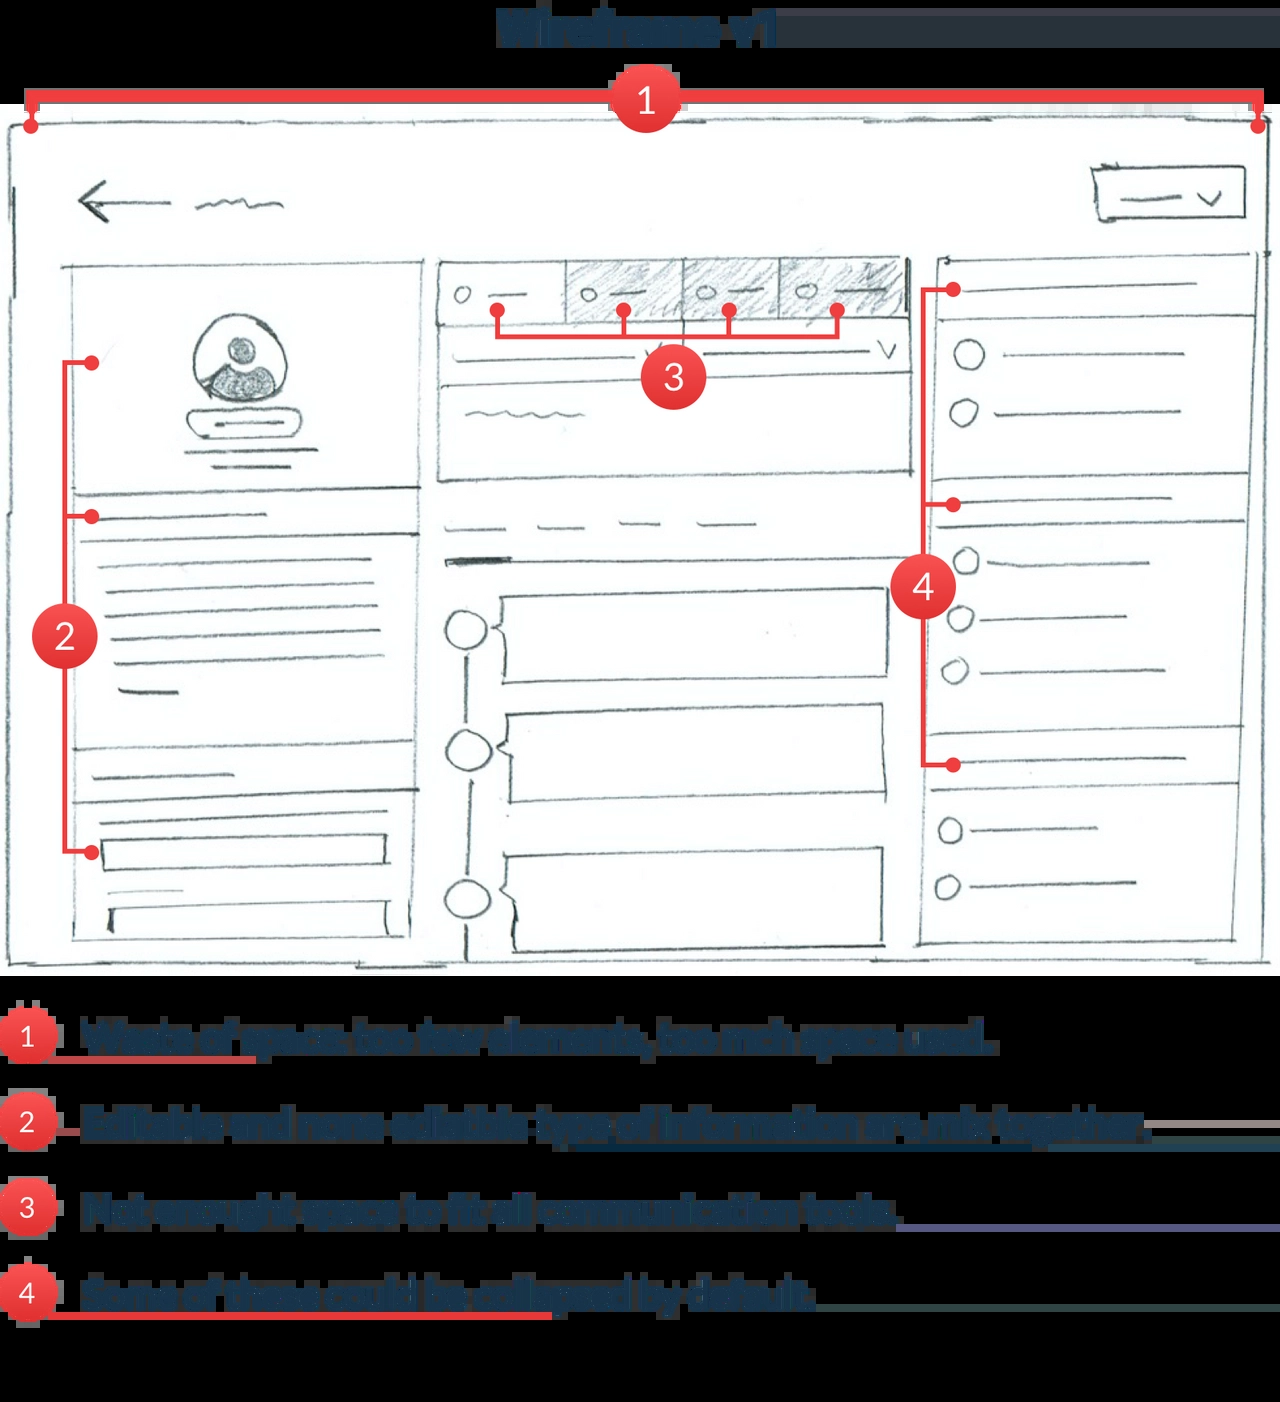 Wireframe v1
1
3
4
2
1 Waste of space: too few elements, too much space used.
2 Editable and none-editable type of information are mix together.
3 Not enought space to fit all communication tools.
4 Some of these could be collapsed by default.